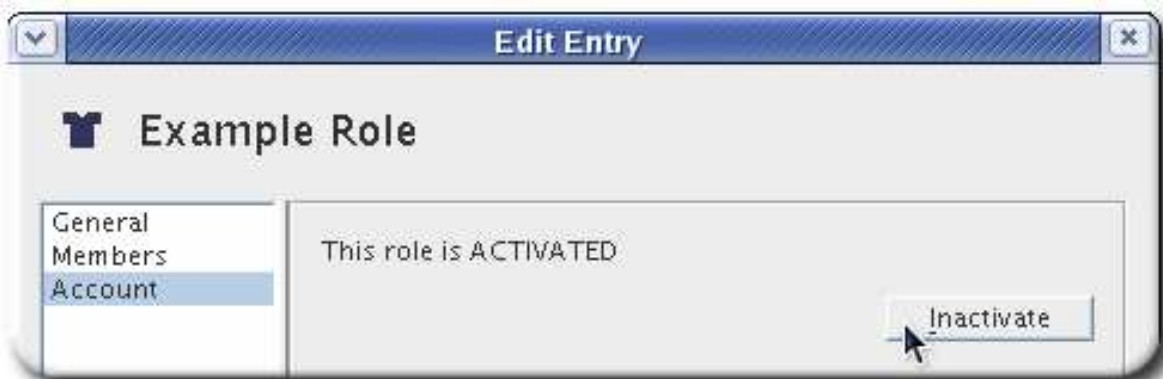 Edit Entry
Example Role
General
Members
Account
This role is ACTIVATED
Inactivate